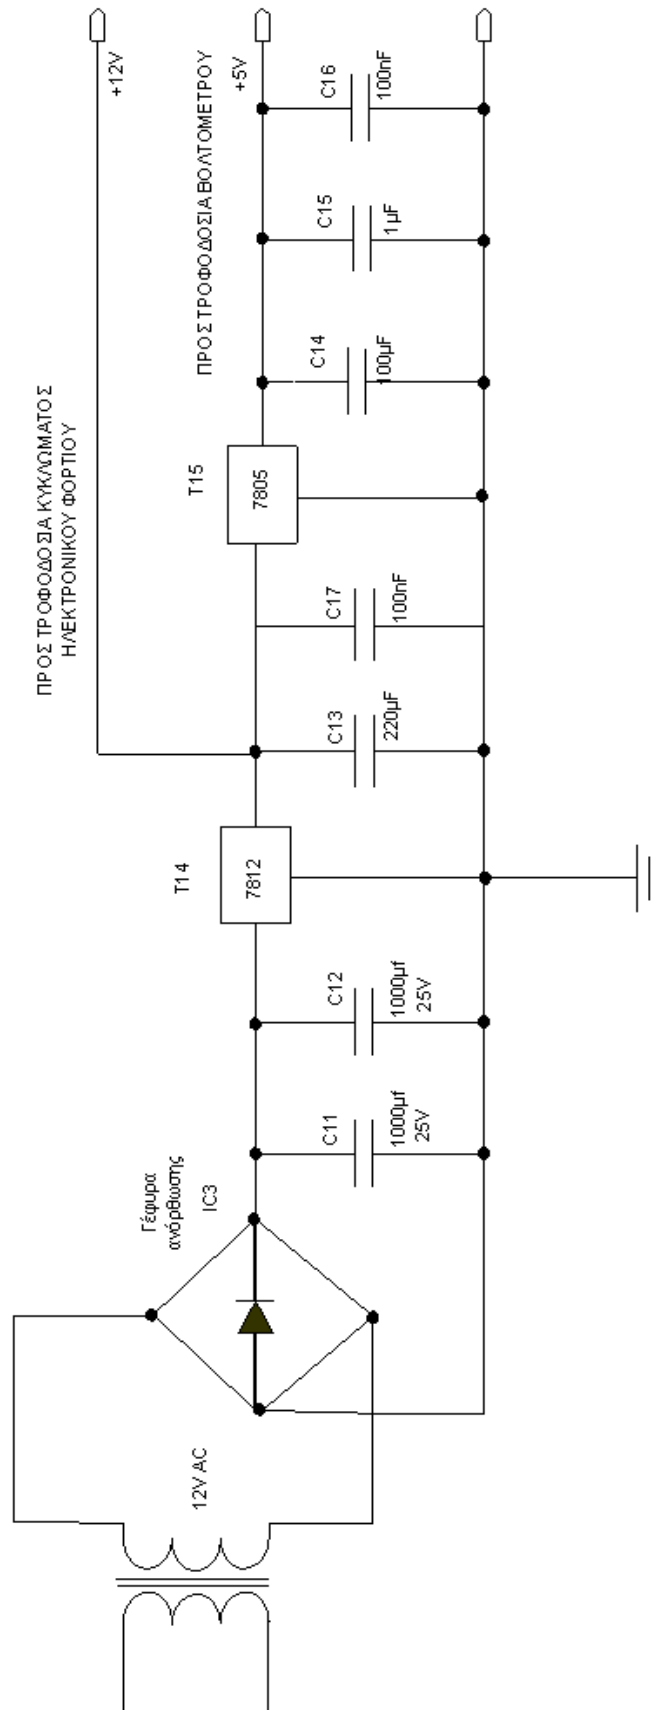 +12V
ΠΡΟΣ ΤΡΟΦΟΔΟΣΙΑ ΚΥΚΛΩΜΑΤΟΣ
ΗΛΕΚΤΡΟΝΙΚΟΥ ΦΟΡΤΙΟΥ
ΠΡΟΣ ΤΡΟΦΟΔΟΣΙΑ ΒΟΛΤΟΜΕΤΡΟΥ
+5V
12V AC
Γέφυρα
ανόρθωσης
IC3
C11
1000μf
25V
C12
1000μf
25V
T14
7812
C13
220μF
C17
100nF
T15
7805
C14
100μF
C15
1μF
C16
100nF